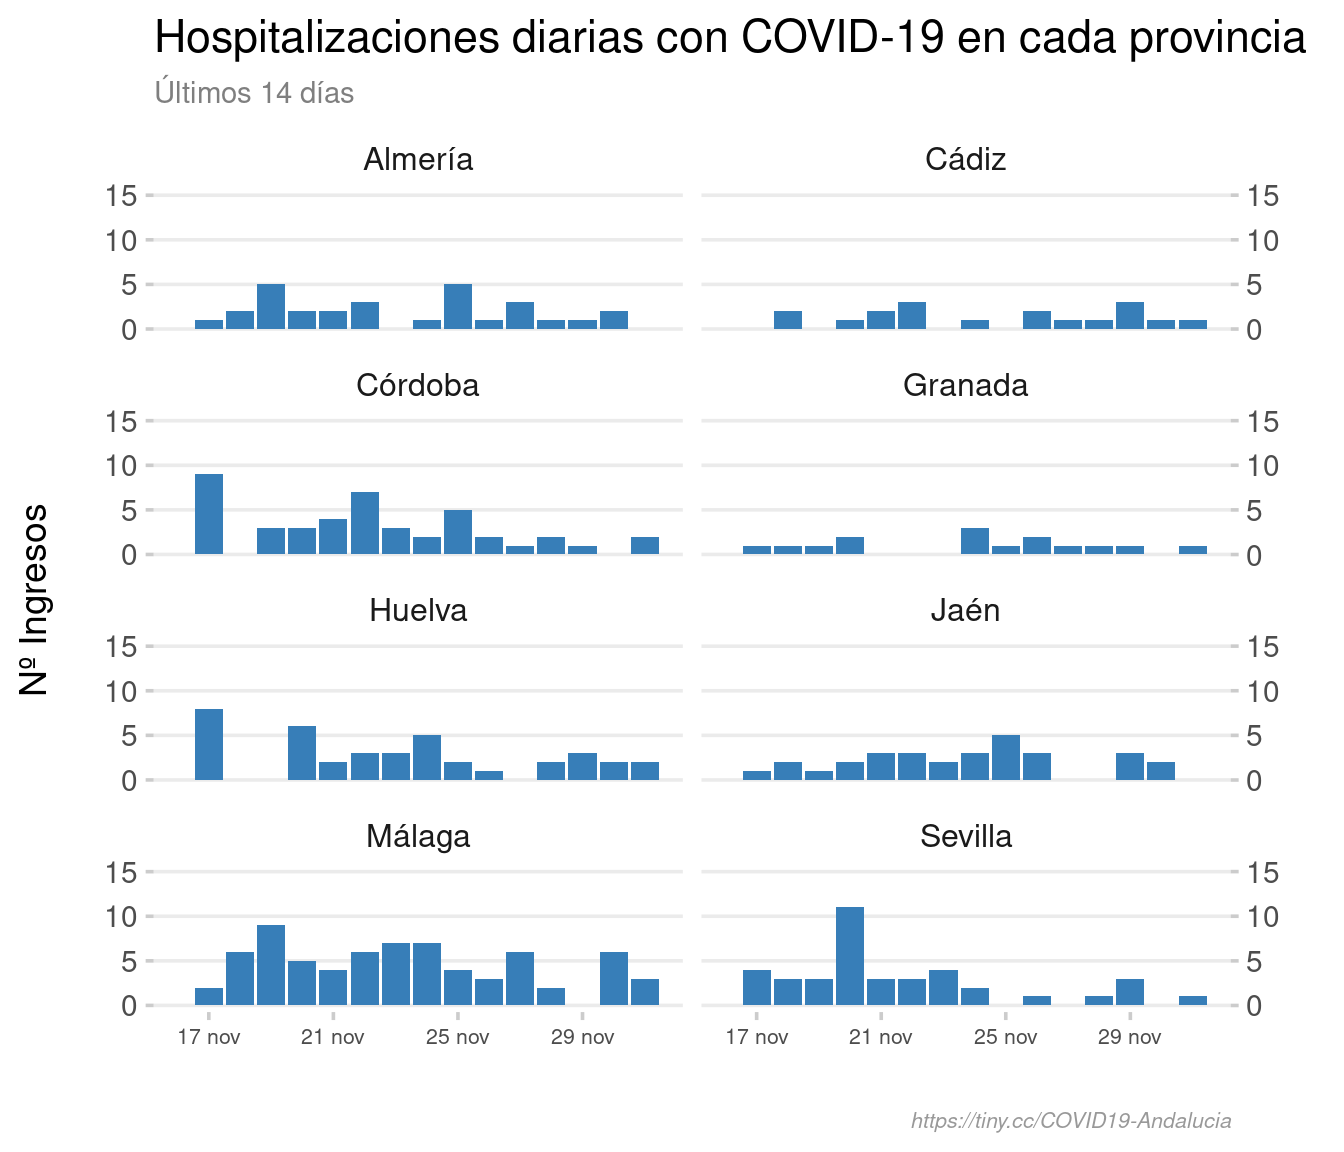 Hospitalizaciones diarias con COVID-19 en cada provincia
Últimos 14 días
Nº Ingresos
Almería
Cádiz
15
10
5
0
15
10
5
0
Córdoba
Granada
15
10
5
0
15
10
5
0
Huelva
Jaén
15
10
5
0
15
10
5
0
Málaga
Sevilla
15
10
5
0
15
10
5
0
17 nov 21 nov 25 nov 29 nov
17 nov 21 nov 25 nov 29 nov
https://tiny.cc/COVID19-Andalucia